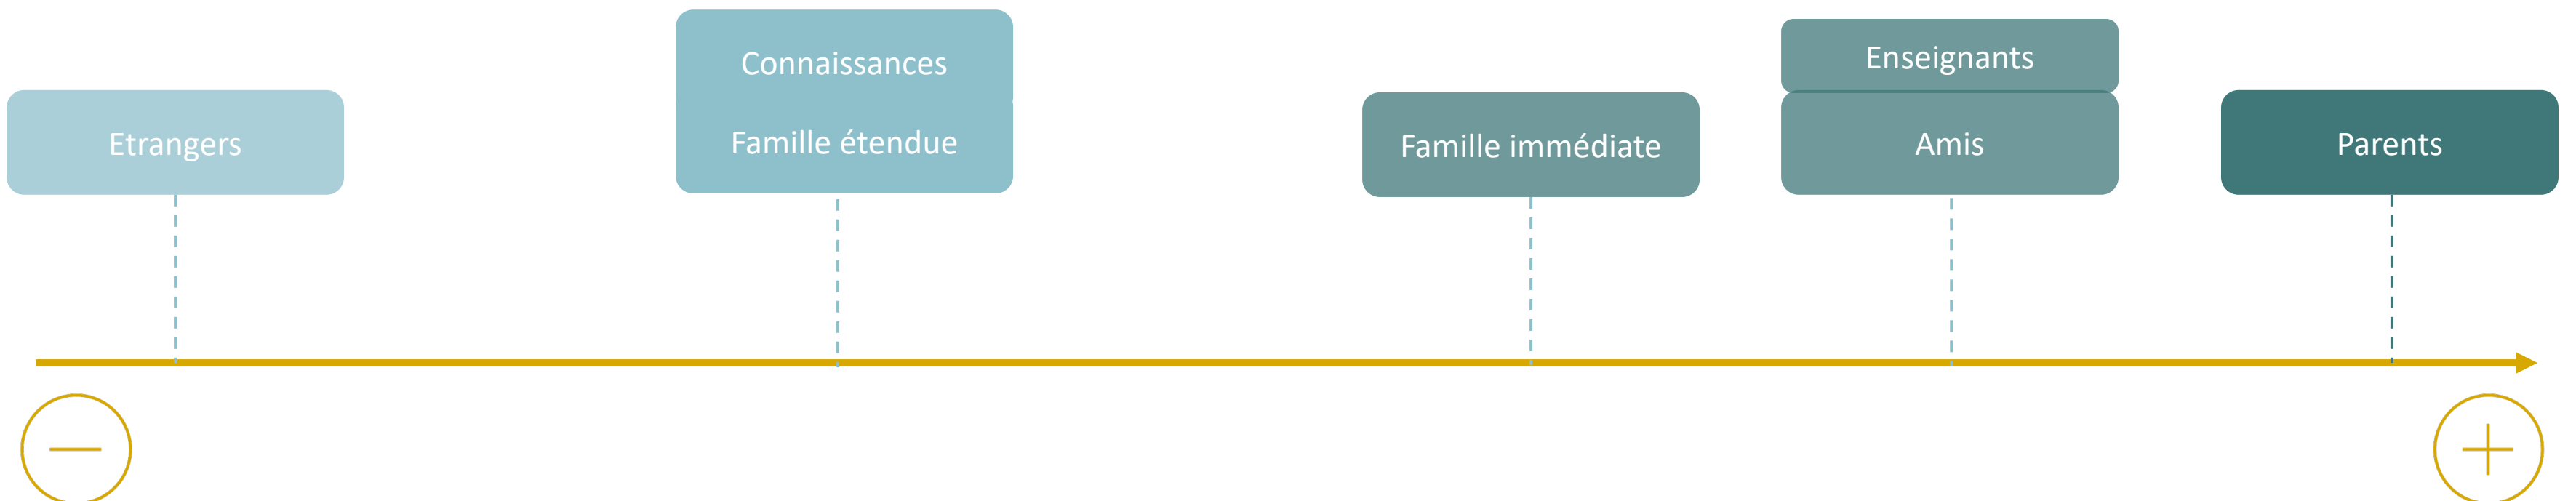 Etrangers
Connaissances
Famille étendue
Famille immédiate
Enseignants
Amis
Parents